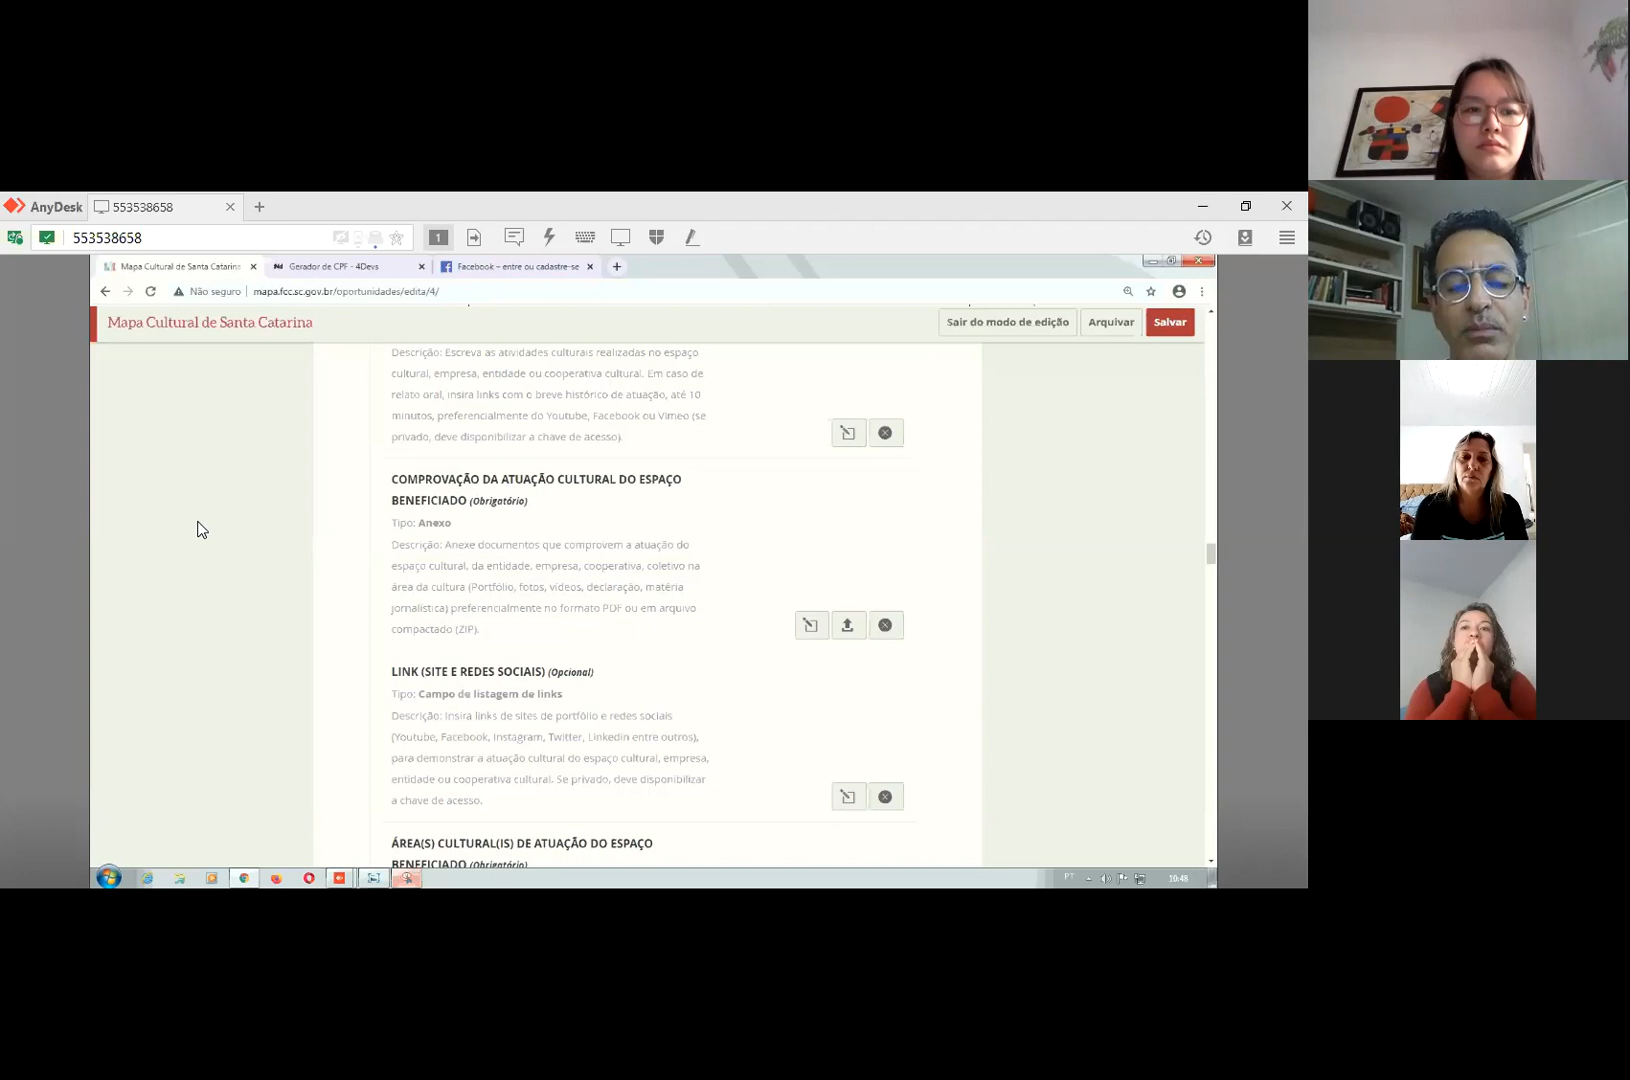 AnyDesk
553538658
553538658
1
Mapa Cultural de Santa Catarina
Gerador de CPF - 4Devs
Facebook – entre ou cadastre-se
Não seguro
mapa.fcc.sc.gov.br/oportunidades/edita/4/
Mapa Cultural de Santa Catarina
Sair do modo de edição
Arquivar
Salvar
Descrição: Escreva as atividades culturais realizadas no espaço
cultural, empresa, entidade ou cooperativa cultural. Em caso de
relato oral, insira links com o breve histórico de atuação, até 10
minutos, preferencialmente do Youtube, Facebook ou Vimeo (se
privado, deve disponibilizar a chave de acesso).
COMPROVAÇÃO DA ATUAÇÃO CULTURAL DO ESPAÇO
BENEFICIADO (Obrigatório)
Tipo: Anexo
Descrição: Anexe documentos que comprovem a atuação do
espaço cultural, da entidade, empresa, cooperativa, coletivo na
área da cultura (Portfólio, fotos, vídeos, declaração, matéria
jornalística) preferencialmente no formato PDF ou em arquivo
compactado (ZIP).
LINK (SITE E REDES SOCIAIS) (Opcional)
Tipo: Campo de listagem de links
Descrição: Insira links de sites de portfólio e redes sociais
(Youtube, Facebook, Instagram, Twitter, Linkedin entre outros),
para demonstrar a atuação cultural do espaço cultural, empresa,
entidade ou cooperativa cultural. Se privado, deve disponibilizar
a chave de acesso.
ÁREA(S) CULTURAL(IS) DE ATUAÇÃO DO ESPAÇO
BENEFICIADO (Obrigatório)
PT
10:48